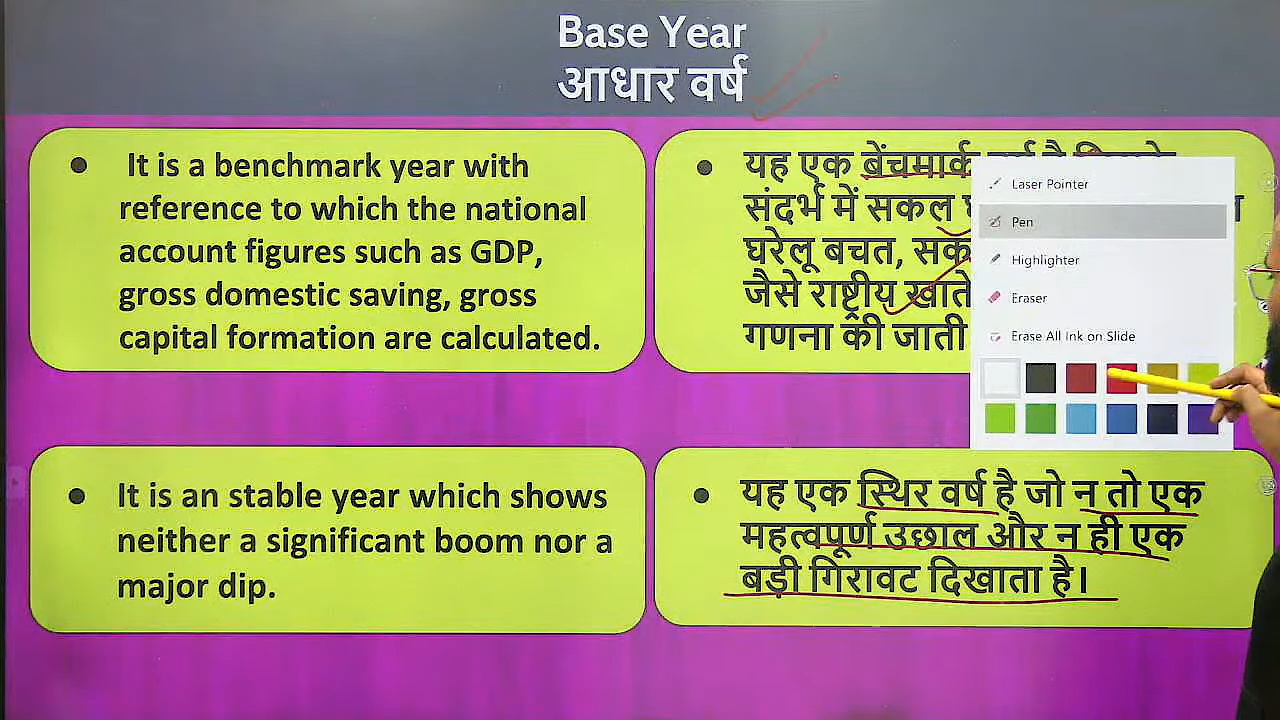 Base Year
आधार वर्ष
It is a benchmark year with
reference to which the national
account figures such as GDP,
gross domestic saving, gross
capital formation are calculated.
यह एक बेंचमार्क
संदर्भ में सकल
घरेलू बचत,
जैसे राष्ट्रीय खाते
गणना की जाती
Laser Pointer
Pen
Highlighter
Eraser
Erase All Ink on Slide
It is an stable year which shows
neither a significant boom nor a
major dip.
यह एक स्थिर वर्ष है जो न तो एक
महत्वपूर्ण उछाल और न ही एक
बड़ी गिरावट दिखाता है।